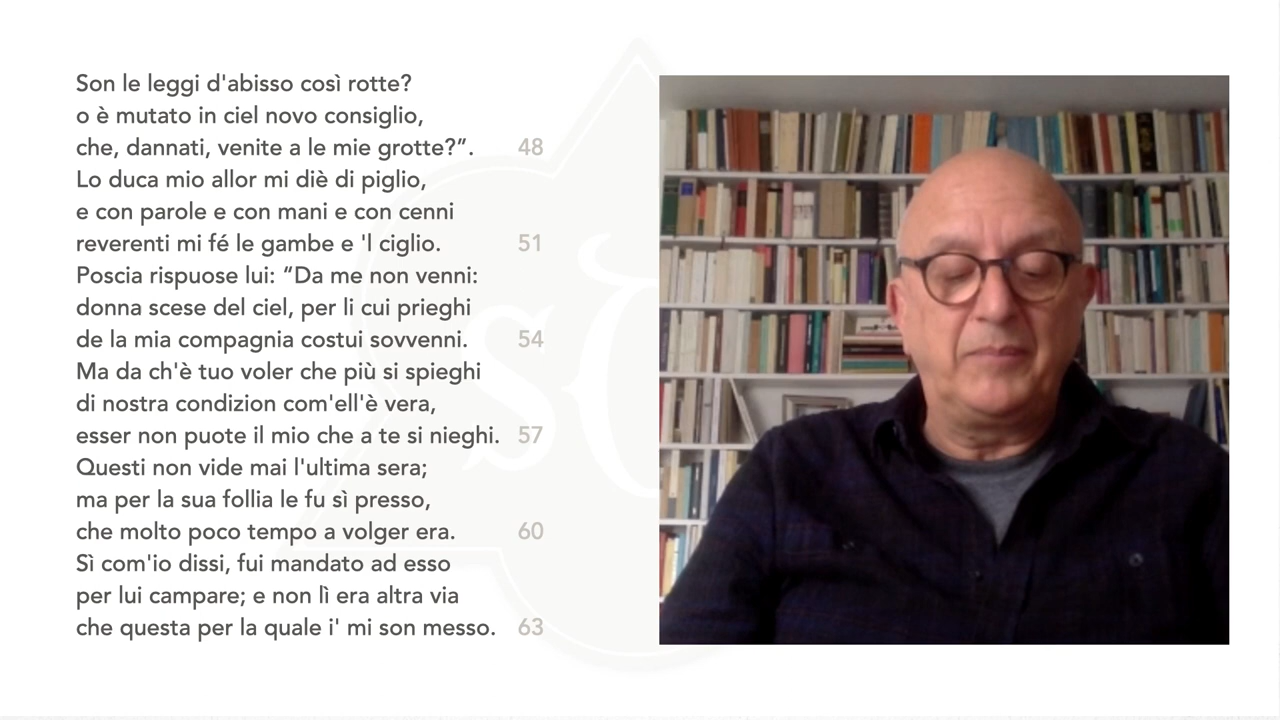 Son le leggi d'abisso così rotte?
o è mutato in ciel novo consiglio,
che, dannati, venite a le mie grotte?”. 48
Lo duca mio allor mi diè di piglio,
e con parole e con mani e con cenni
reverenti mi fé le gambe e 'l ciglio. 51
Poscia rispuose lui: “Da me non venni:
donna scese del ciel, per li cui prieghi
de la mia compagnia costui sovvenni. 54
Ma da ch'è tuo voler che più si spieghi
di nostra condizion com'ell'è vera,
esser non puote il mio che a te si nieghi. 57
Questi non vide mai l'ultima sera;
ma per la sua follia le fu sì presso,
che molto poco tempo a volger era. 60
Sì com'io dissi, fui mandato ad esso
per lui campare; e non lì era altra via
che questa per la quale i' mi son messo. 63